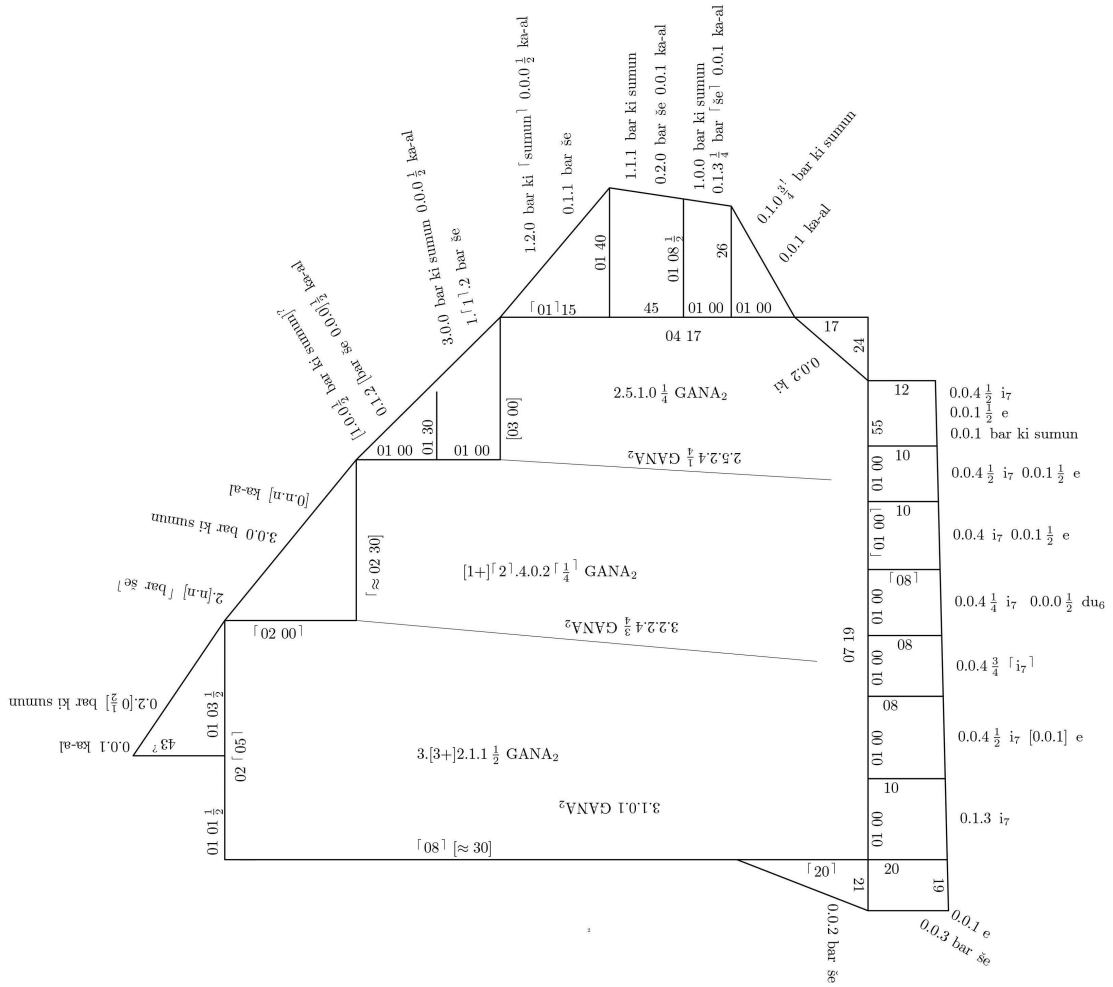 1.2.0 bar ki ⌈sumun⌉ 0.0.0 1/2 ka-al
0.1.1 bar še
1.1.1 bar ki sumun
0.2.0 bar še 0.0.1 ka-al
1.0.0 bar ki sumun
0.1.3 1/4 bar ⌈še⌉ 0.0.1 ka-al
0.1.0 3/4! bar ki sumun
0.0.1 ka-al
3.0.0 bar ki sumun 0.0.0 1/2 ka-al
1.⌈1⌉.2 bar še
0.1.2 [bar še 0.0.0] 1/2 ka-al
[1.0.0 1/2 bar ki sumun]?
01 40
01 08 1/2
26
⌈01⌉ 15
45
01 00
01 00
04 17
17
24
0.0.2 ki
2.5.1.0 1/4 GANA₂
12
0.0.4 1/2 i₇
0.0.1 1/2 e
0.0.1 bar ki sumun
55
01 00
01 30
01 00
[03 00]
2.5.2.4 1/4 GANA₂
10
01 00
0.0.4 1/2 i₇ 0.0.1 1/2 e
[0.n.n] ka-al
3.0.0 bar ki sumun
2.[n.n] ⌈bar še⌉
10
⌈01 00⌉
0.0.4 i₇ 0.0.1 1/2 e
⌈≈ 02 30]
[1+]⌈2⌉.4.0.2 ⌈1/4⌉ GANA₂
⌈08⌉
01 00
0.0.4 1/4 i₇ 0.0.0 1/2 du₆
⌈02 00⌉
3.2.2.4 3/4 GANA₂
07 19
08
01 00
0.0.4 3/4 ⌈i₇⌉
0.2.[0 1/2] bar ki sumun
01 03 1/2
08
01 00
0.0.4 1/2 i₇ [0.0.1] e
0.0.1 ka-al
43?
02 ⌈05⌉
3.[3+]2.1.1 1/2 GANA₂
3.1.0.1 GANA₂
10
01 00
0.1.3 i₇
01 01 1/2
⌈08⌉ [≈ 30]
⌈20⌉
21
20
19
0.0.2 bar še
0.0.1 e
0.0.3 bar še